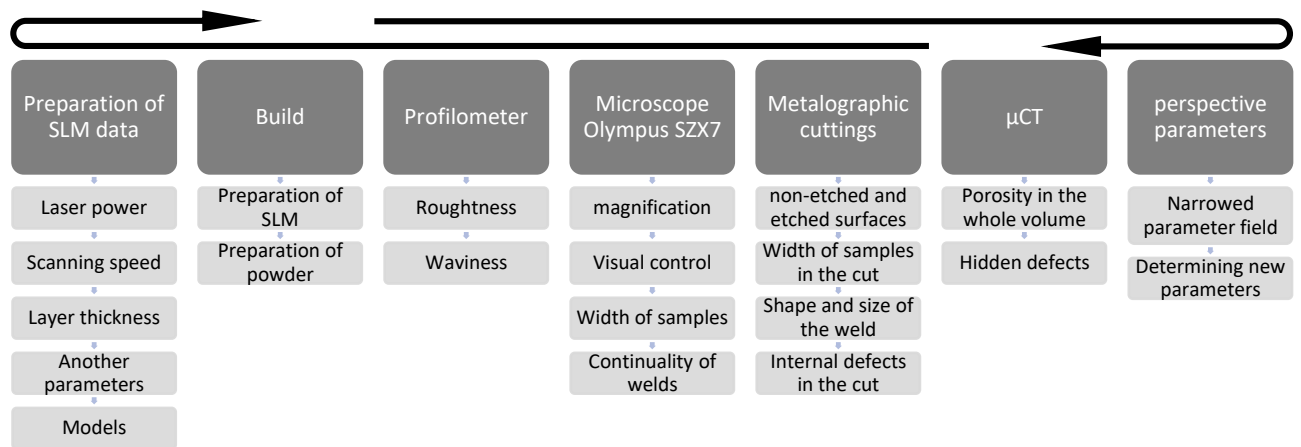 Preparation of
SLM data
Build
Profilometer
Microscope
Olympus SZX7
Metalographic
cuttings
µCT
perspective
parameters
Laser power
Scanning speed
Layer thickness
Another
parameters
Models
Preparation of
SLM
Preparation of
powder
Roughtness
Waviness
magnification
Visual control
Width of samples
Continuality of
welds
non-etched and
etched surfaces
Width of samples
in the cut
Shape and size of
the weld
Internal defects
in the cut
Porosity in the
whole volume
Hidden defects
Narrowed
parameter field
Determining new
parameters